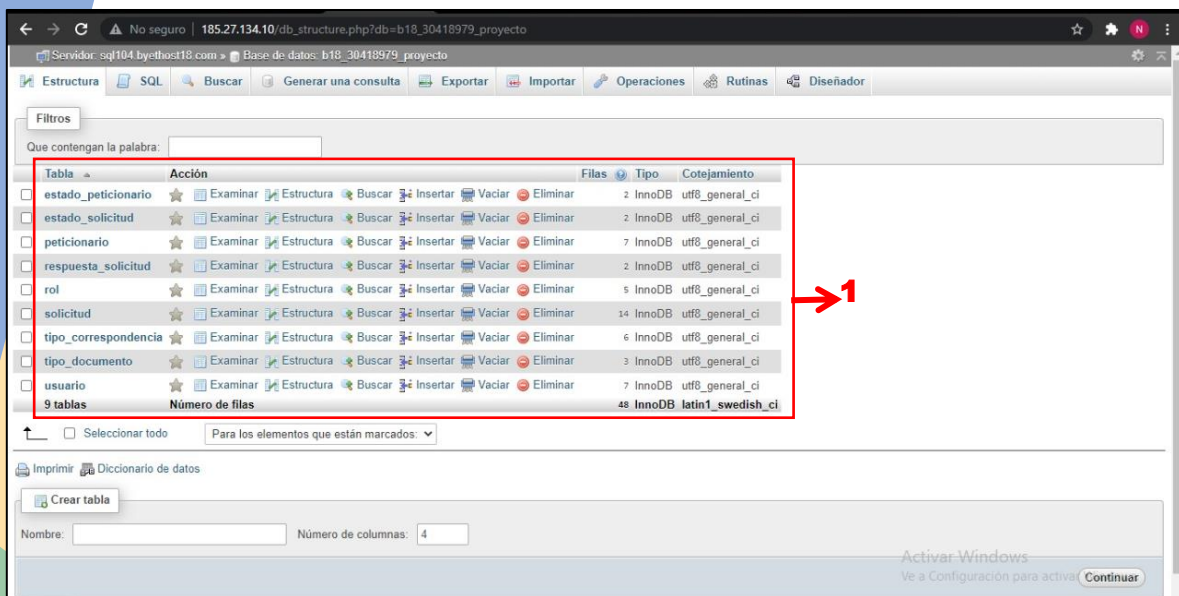 No seguro | 185.27.134.10/db_structure.php?db=b18_30418979_proyecto N
Servidor: sql104.byethost18.com » Base de datos: b18_30418979_proyecto
Estructura SQL Buscar Generar una consulta Exportar Importar Operaciones Rutinas Diseñador
Filtros
Que contengan la palabra:
Tabla Acción Filas Tipo Cotejamiento
estado_peticionario Examinar Estructura Buscar Insertar Vaciar Eliminar 2 InnoDB utf8_general_ci
estado_solicitud Examinar Estructura Buscar Insertar Vaciar Eliminar 2 InnoDB utf8_general_ci
peticionario Examinar Estructura Buscar Insertar Vaciar Eliminar 7 InnoDB utf8_general_ci
respuesta_solicitud Examinar Estructura Buscar Insertar Vaciar Eliminar 2 InnoDB utf8_general_ci
rol Examinar Estructura Buscar Insertar Vaciar Eliminar 5 InnoDB utf8_general_ci
solicitud Examinar Estructura Buscar Insertar Vaciar Eliminar 14 InnoDB utf8_general_ci
tipo_correspondencia Examinar Estructura Buscar Insertar Vaciar Eliminar 6 InnoDB utf8_general_ci
tipo_documento Examinar Estructura Buscar Insertar Vaciar Eliminar 3 InnoDB utf8_general_ci
usuario Examinar Estructura Buscar Insertar Vaciar Eliminar 7 InnoDB utf8_general_ci
9 tablas Número de filas 48 InnoDB latin1_swedish_ci
1
Seleccionar todo Para los elementos que están marcados:
Imprimir Diccionario de datos
Crear tabla
Nombre: Número de columnas: 4
Activar Windows
Ve a Configuración para activar
Continuar